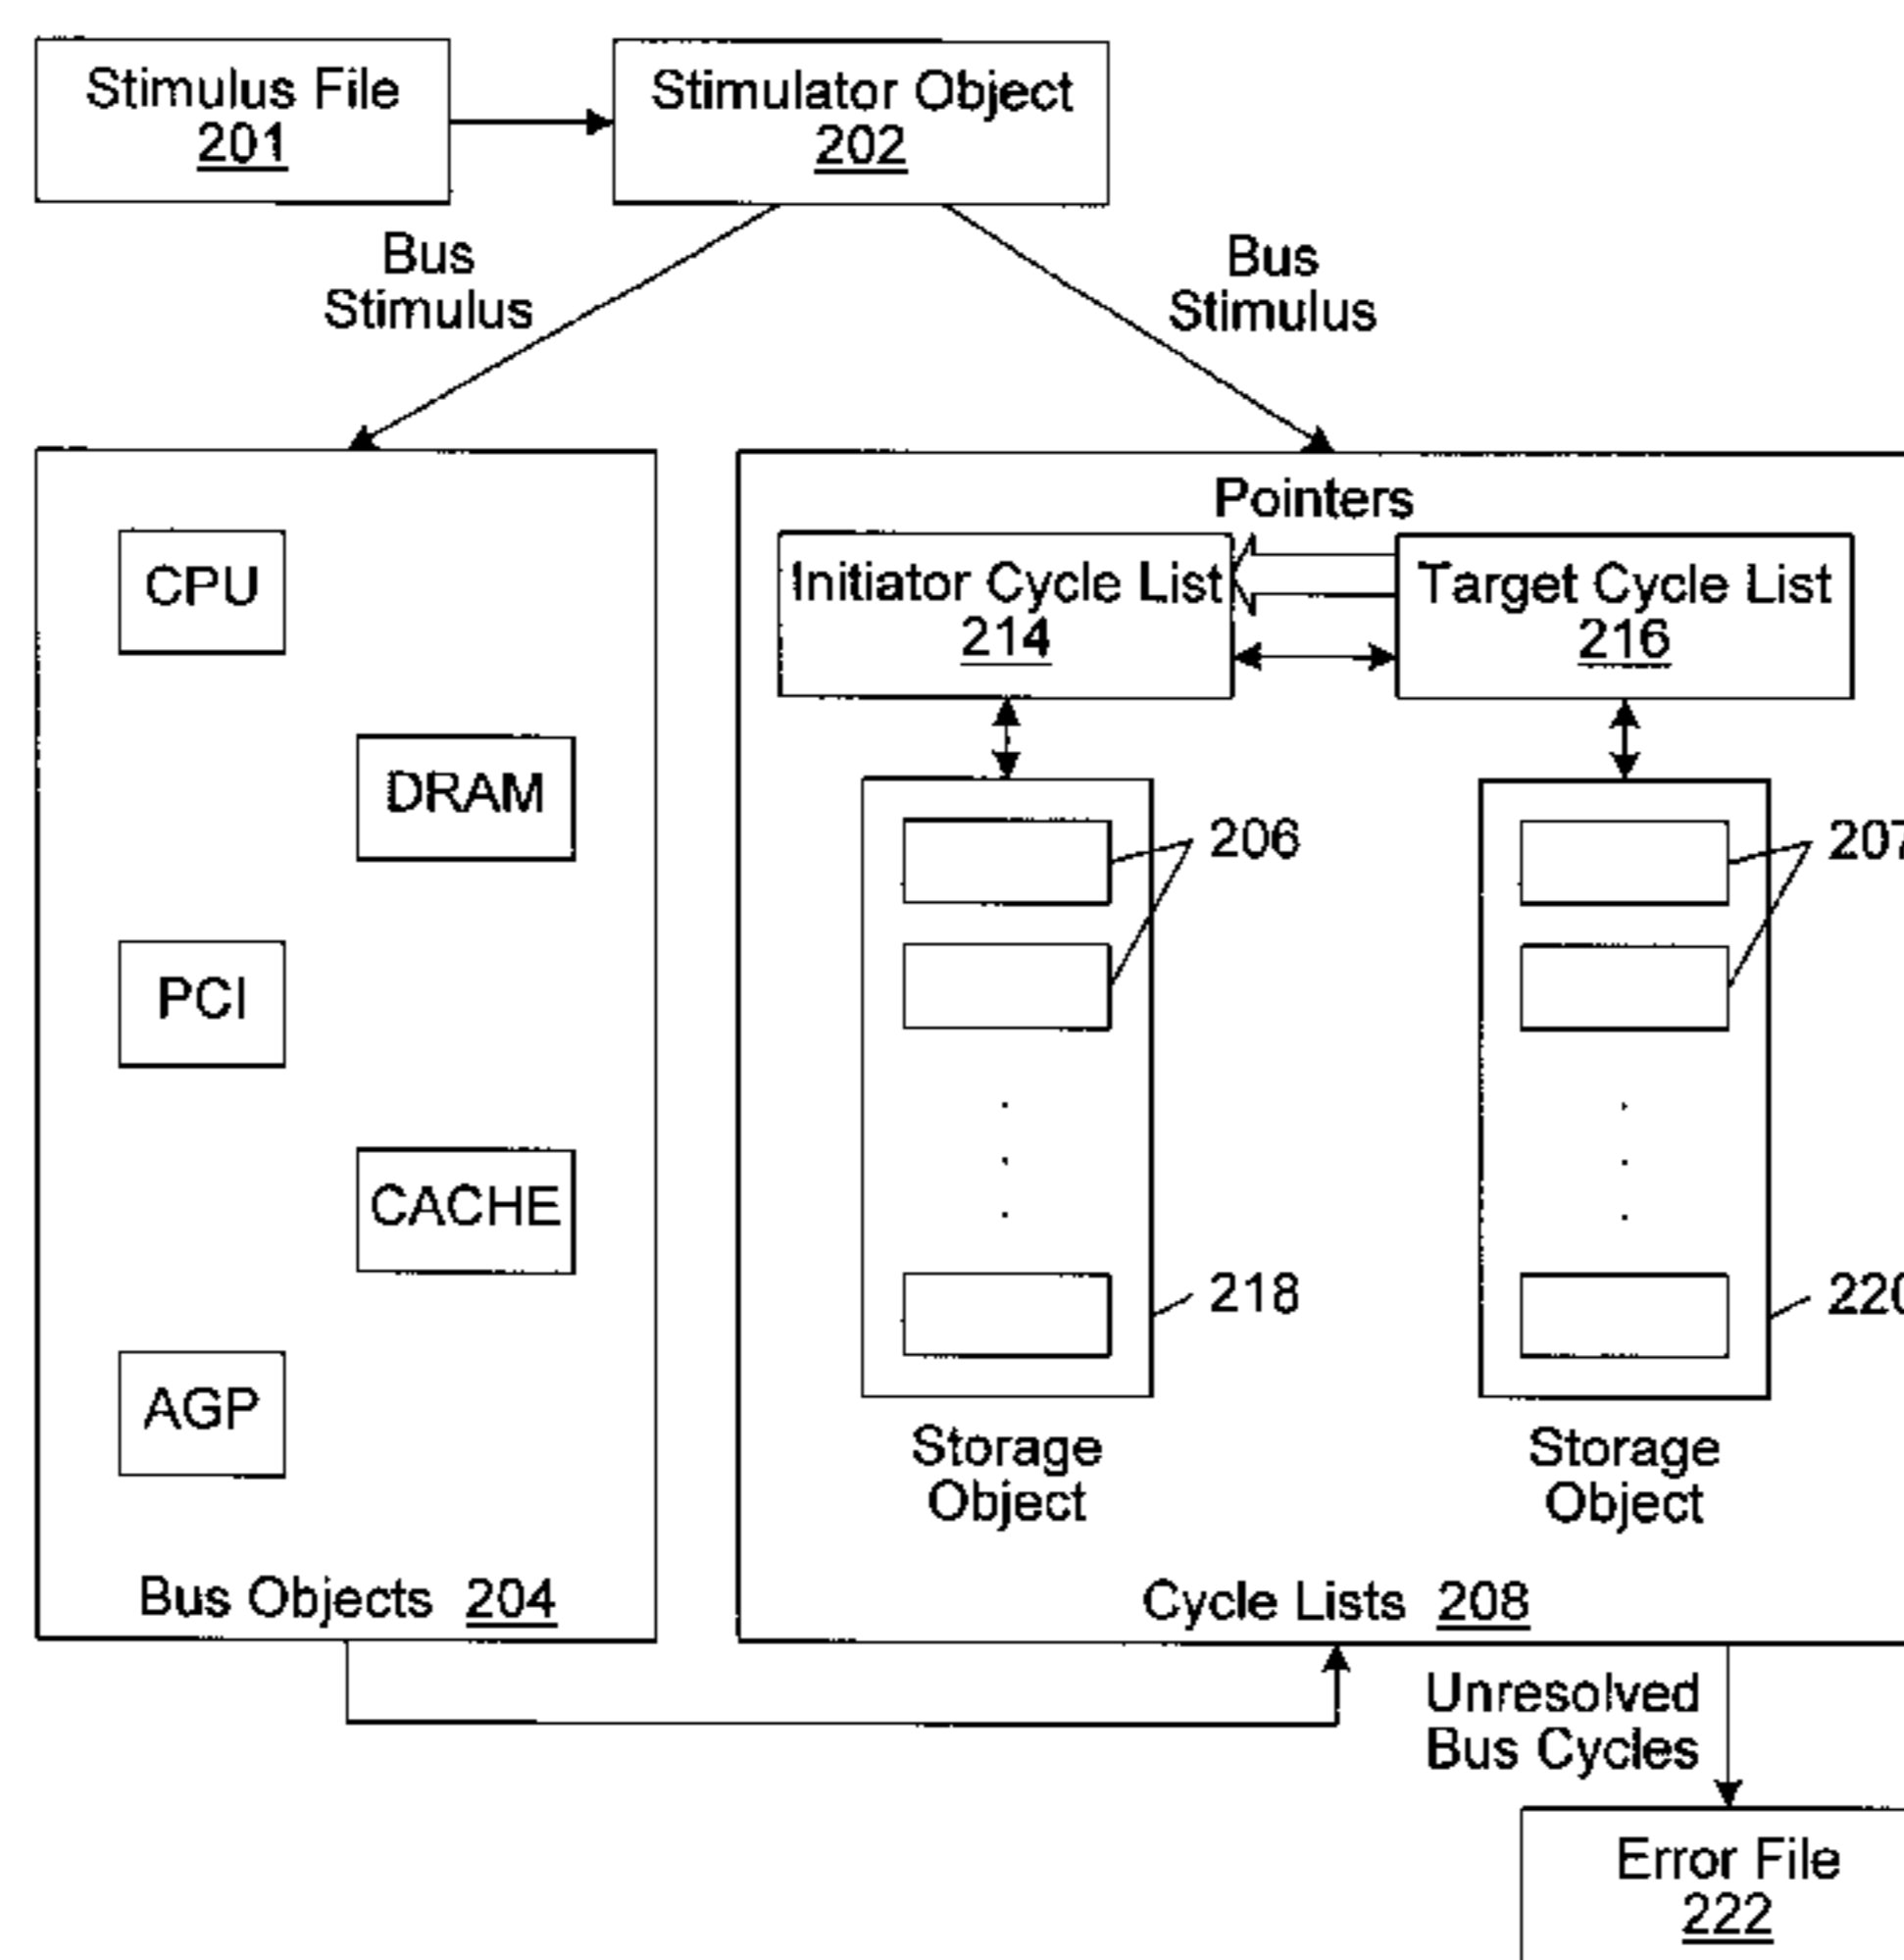 Stimulus File
201
Stimulator Object
202
Bus
Stimulus
Bus
Stimulus
CPU
DRAM
PCI
CACHE
AGP
Bus Objects 204
Pointers
Initiator Cycle List
214
Target Cycle List
216
206
207
218
220
Storage
Object
Storage
Object
Cycle Lists 208
Unresolved
Bus Cycles
Error File
222